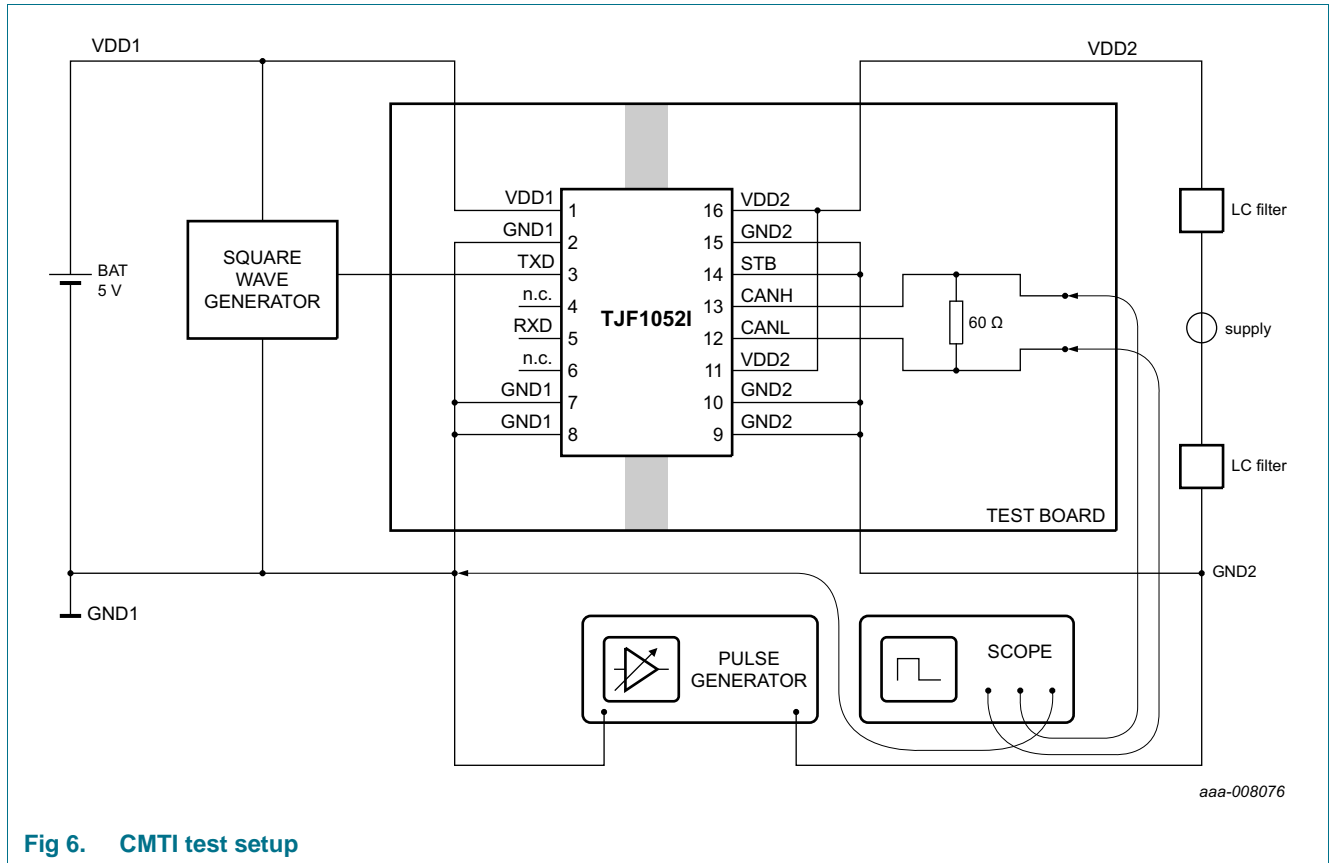 VDD1
VDD2
BAT
5 V
SQUARE
WAVE
GENERATOR
TJF1052I
VDD1
1
GND1
2
TXD
3
n.c.
4
RXD
5
n.c.
6
GND1
7
GND1
8
16
VDD2
15
GND2
14
STB
13
CANH
12
CANL
11
VDD2
10
GND2
9
GND2
60 Ω
LC filter
supply
LC filter
TEST BOARD
GND1
GND2
PULSE
GENERATOR
SCOPE
aaa-008076
Fig 6. CMTI test setup